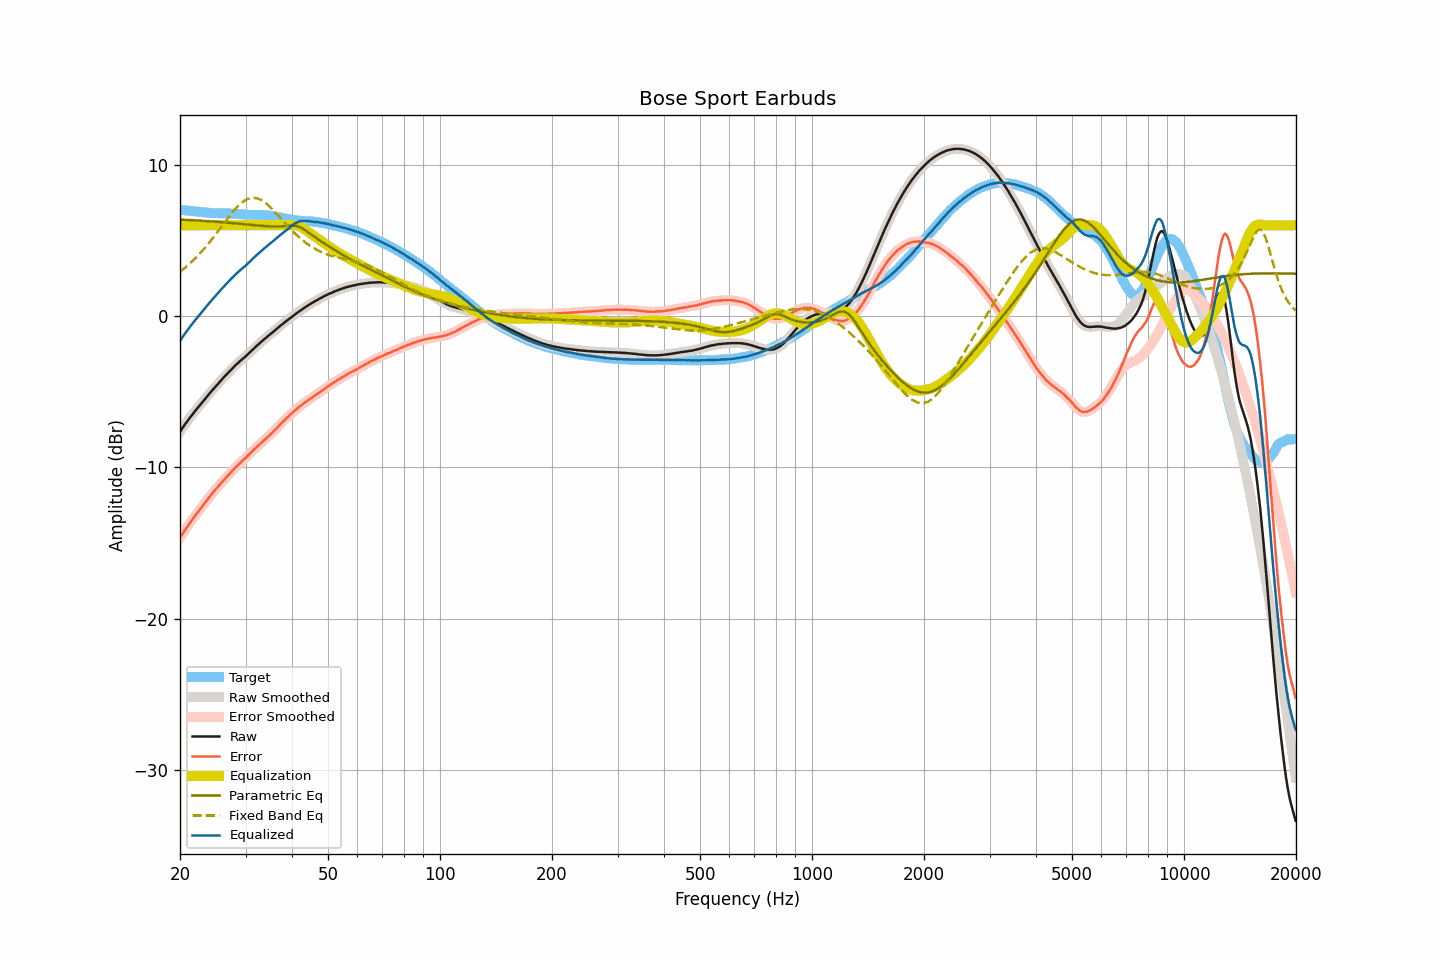 Bose Sport Earbuds
Amplitude (dBr)
10
0
−10
−20
−30
Target
Raw Smoothed
Error Smoothed
Raw
Error
Equalization
Parametric Eq
Fixed Band Eq
Equalized
20 50 100 200 500 1000 2000 5000 10000 20000
Frequency (Hz)